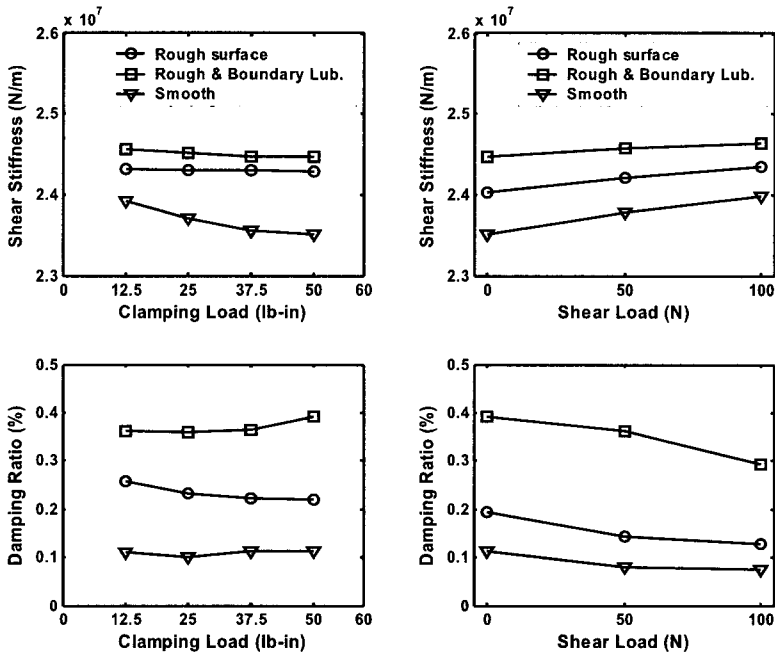 x 10⁷
2.6
2.5
2.4
2.3
Shear Stiffness (N/m)
Rough surface
Rough & Boundary Lub.
Smooth
0 12.5 25 37.5 50 60
Clamping Load (lb-in)
x 10⁷
2.6
2.5
2.4
2.3
Shear Stiffness (N/m)
Rough surface
Rough & Boundary Lub.
Smooth
0 50 100
Shear Load (N)
0.5
0.4
0.3
0.2
0.1
0
Damping Ratio (%)
0 12.5 25 37.5 50 60
Clamping Load (lb-in)
0.5
0.4
0.3
0.2
0.1
0
Damping Ratio (%)
0 50 100
Shear Load (N)